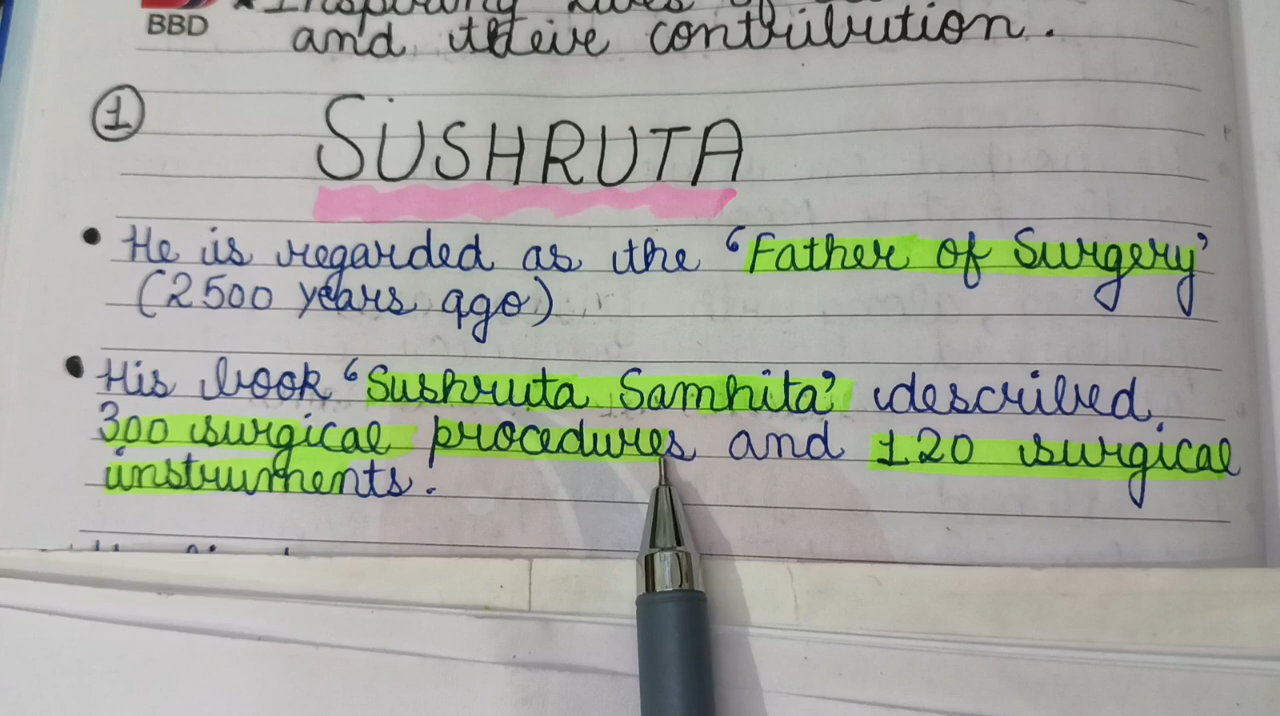 BBD
and their contribution.
1 SUSHRUTA
• He is regarded as the 'Father of Surgery'
(2500 years ago)
• His book 'Sushruta Samhita' described
300 surgical procedures and 120 surgical
instruments.